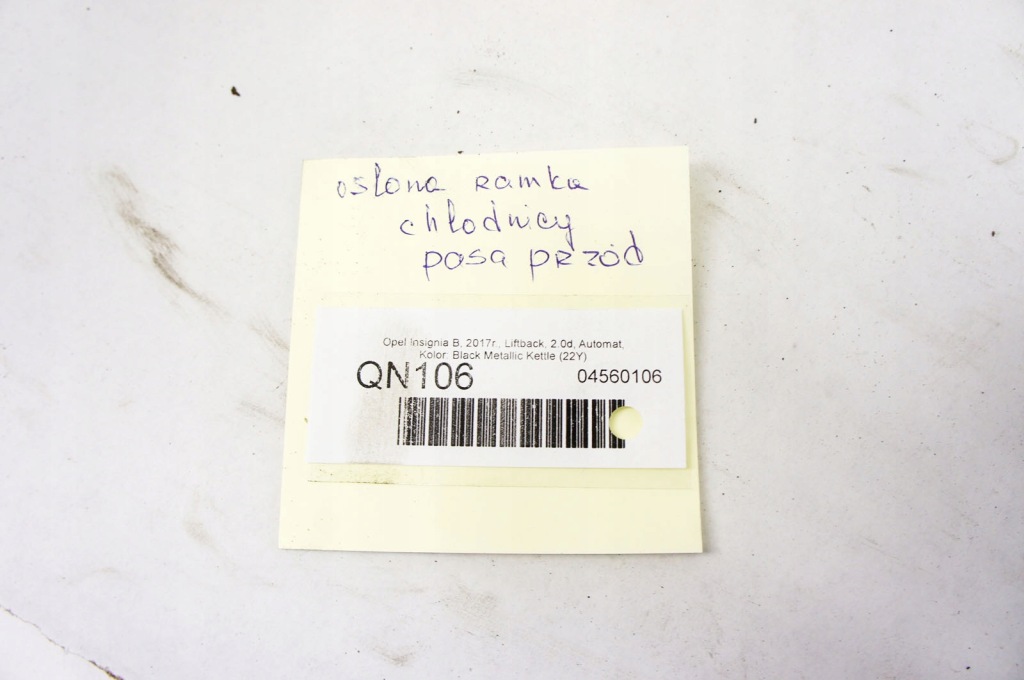 osłona ramka
chłodnicy
pasa przód
Opel Insignia B, 2017r., Liftback, 2.0d, Automat,
Kolor: Black Metallic Kettle (22Y)
QN106 04560106